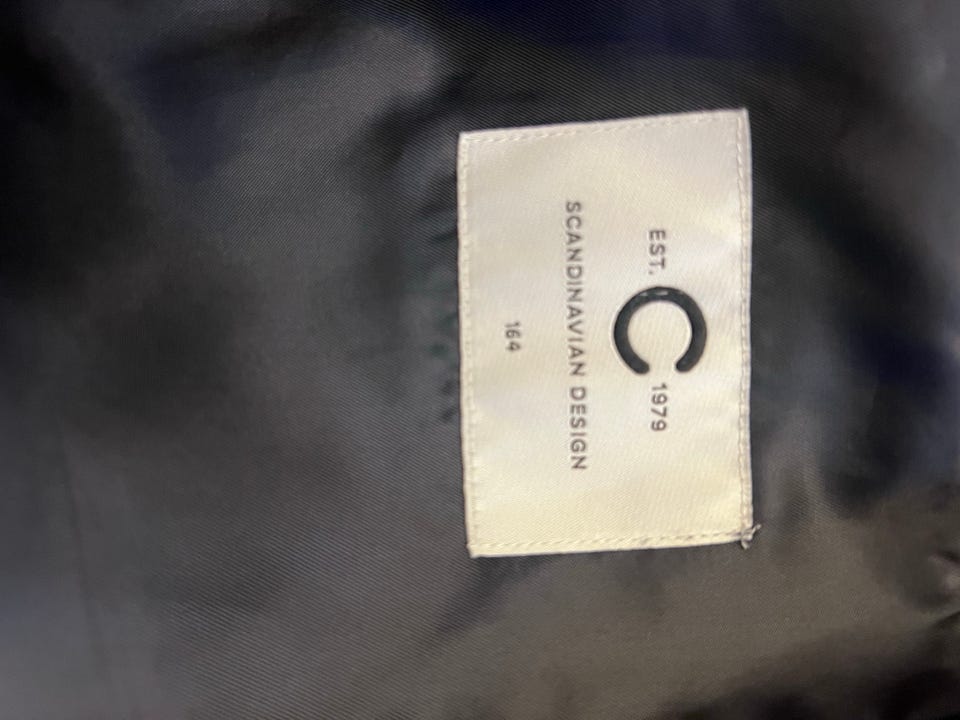 EST. C 1979
SCANDINAVIAN DESIGN
164